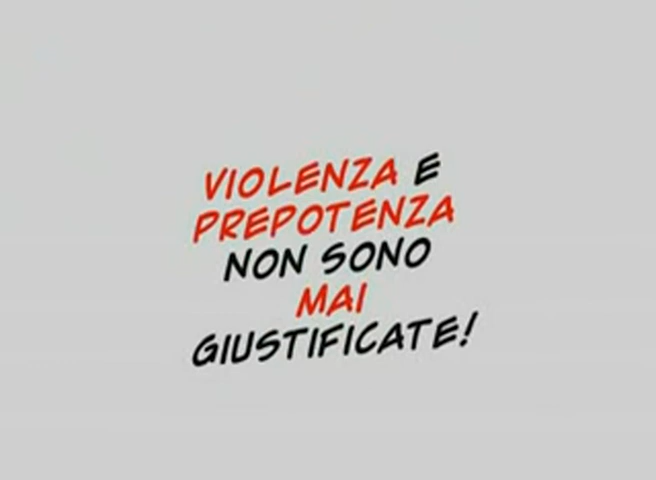 VIOLENZA E
PREPOTENZA
NON SONO
MAI
GIUSTIFICATE!